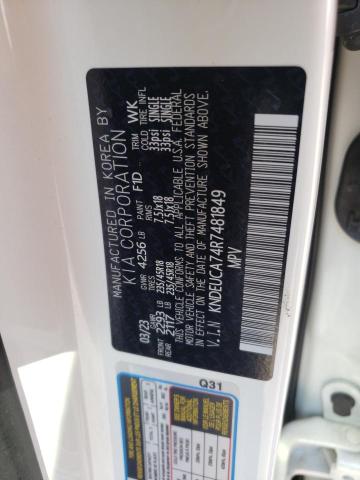 MANUFACTURED IN KOREA BY
KIA CORPORATION
03/23 GVWR 4256 LB PAINT F1D TRIM WK
GAWR TIRES RIMS COLD TIRE INFL
FRONT 2293 LB 235/45R18 7.5Jx18 33psi SINGLE
REAR 2172 LB 235/45R18 7.5Jx18 33psi SINGLE
THIS VEHICLE CONFORMS TO ALL APPLICABLE U.S.A. FEDERAL
MOTOR VEHICLE SAFETY AND THEFT PREVENTION STANDARDS
IN EFFECT ON THE DATE OF MANUFACTURE SHOWN ABOVE.
V.I.N KNDEUCA74R7481849
MPV
Q31